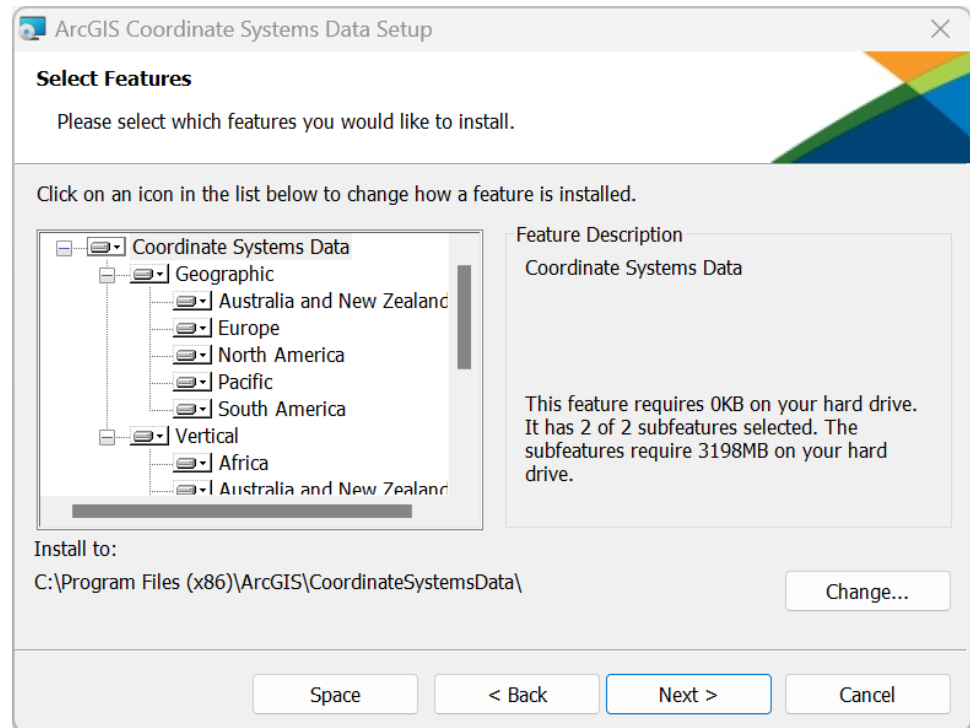 ArcGIS Coordinate Systems Data Setup
Select Features
Please select which features you would like to install.
Click on an icon in the list below to change how a feature is installed.
Coordinate Systems Data
Geographic
Australia and New Zealand
Europe
North America
Pacific
South America
Vertical
Africa
Australia and New Zealand
Feature Description
Coordinate Systems Data
This feature requires 0KB on your hard drive.
It has 2 of 2 subfeatures selected. The
subfeatures require 3198MB on your hard
drive.
Install to:
C:\Program Files (x86)\ArcGIS\CoordinateSystemsData\
Change...
Space
< Back
Next >
Cancel